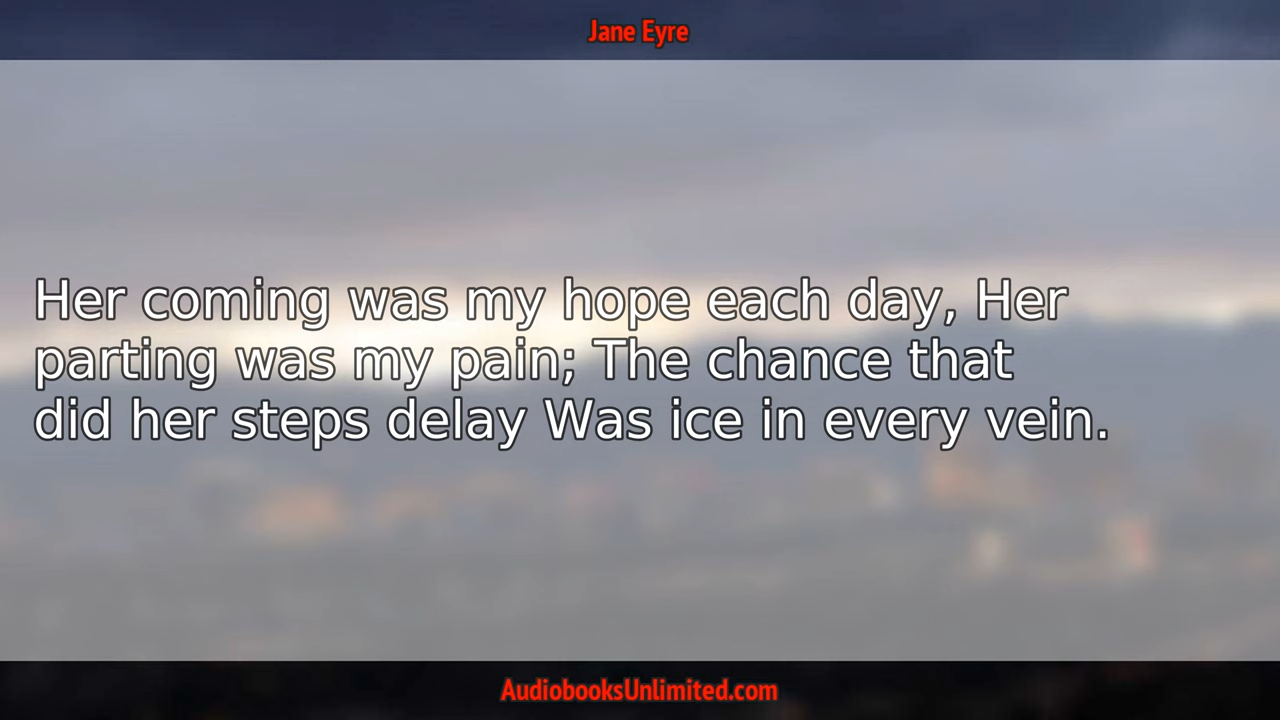 Jane Eyre
Her coming was my hope each day, Her
parting was my pain; The chance that
did her steps delay Was ice in every vein.
AudiobooksUnlimited.com